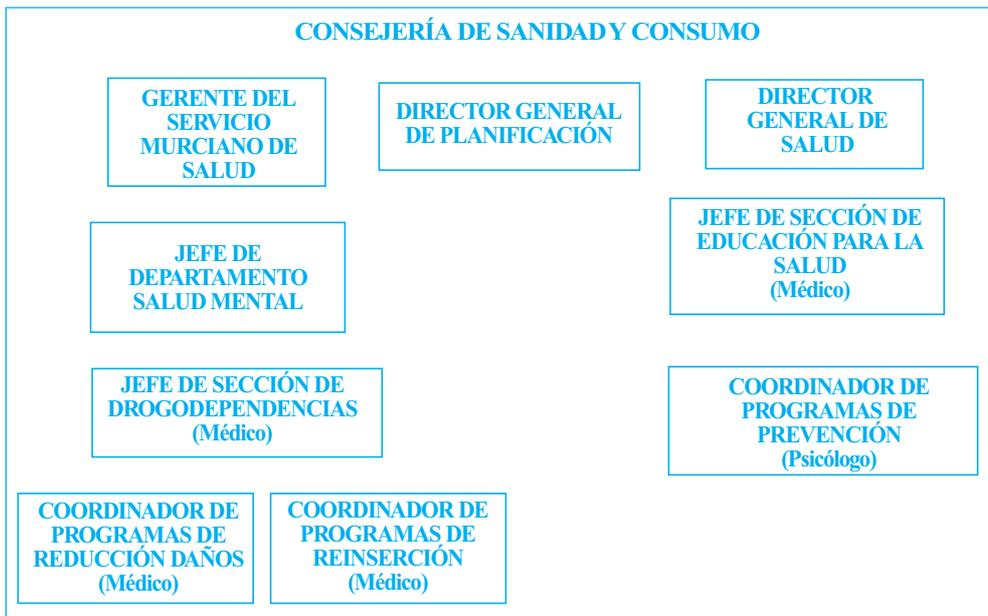 CONSEJERÍA DE SANIDAD Y CONSUMO
GERENTE DEL
SERVICIO
MURCIANO DE
SALUD
DIRECTOR GENERAL
DE PLANIFICACIÓN
DIRECTOR
GENERAL DE
SALUD
JEFE DE
DEPARTAMENTO
SALUD MENTAL
JEFE DE SECCIÓN DE
EDUCACIÓN PARA LA
SALUD
(Médico)
JEFE DE SECCIÓN DE
DROGODEPENDENCIAS
(Médico)
COORDINADOR DE
PROGRAMAS DE
PREVENCIÓN
(Psicólogo)
COORDINADOR DE
PROGRAMAS DE
REDUCCIÓN DAÑOS
(Médico)
COORDINADOR DE
PROGRAMAS DE
REINSERCIÓN
(Médico)